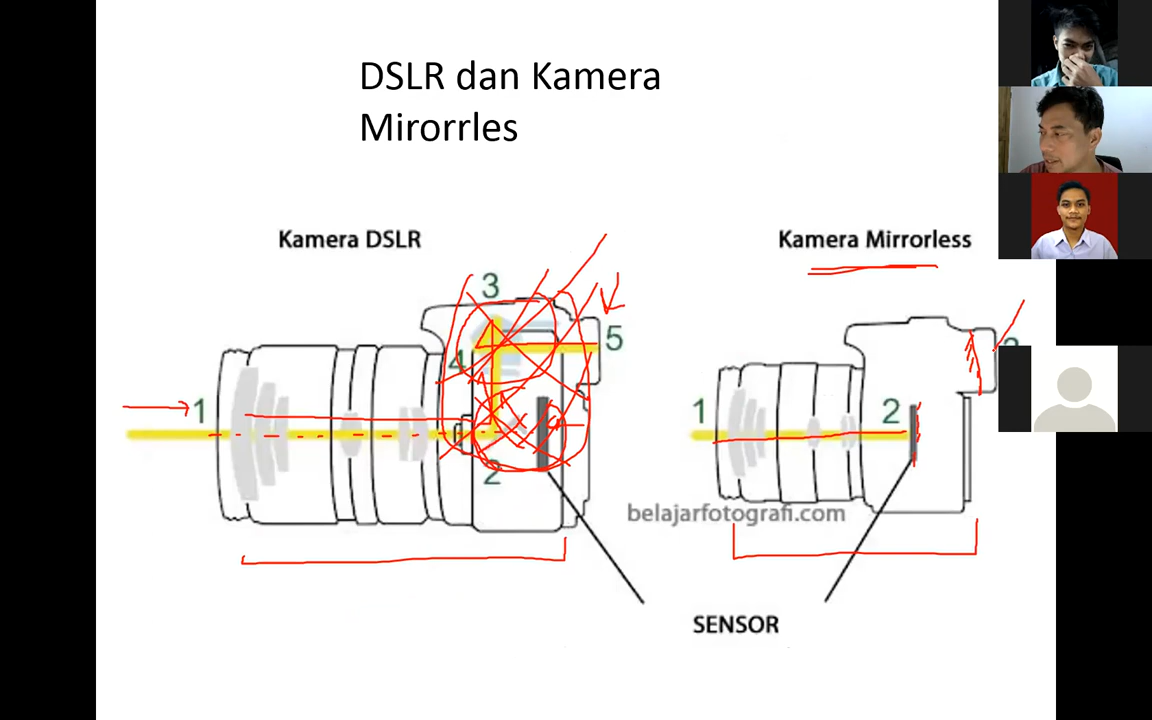 DSLR dan Kamera
Mirorrles
Kamera DSLR
Kamera Mirrorless
3
5
4
1
2
1
2
belajarfotografi.com
SENSOR